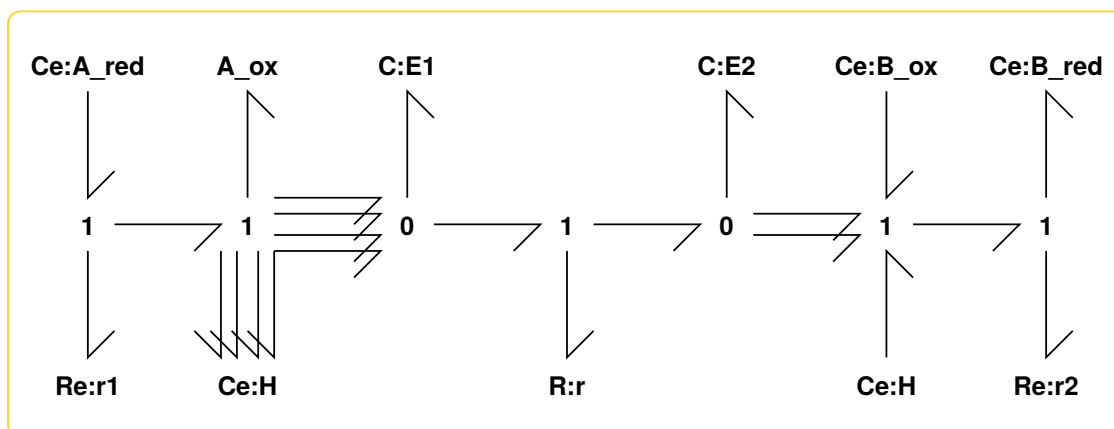 Ce:A_red A_ox C:E1 C:E2 Ce:B_ox Ce:B_red
1 1 0 1 0 1 1
Re:r1 Ce:H R:r Ce:H Re:r2